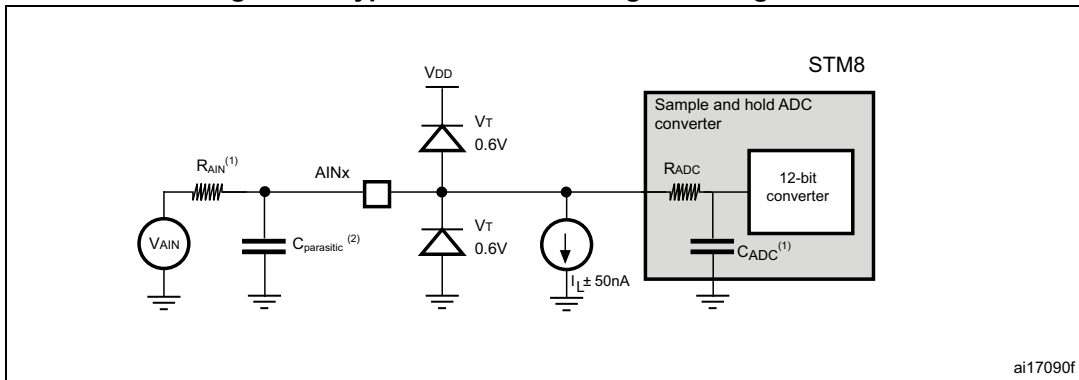 STM8
VDD
Sample and hold ADC
converter
VT
0.6V
RAIN(1)
AINx
RADC
12-bit
converter
VAIN
Cparasitic (2)
VT
0.6V
IL± 50nA
CADC(1)
ai17090f